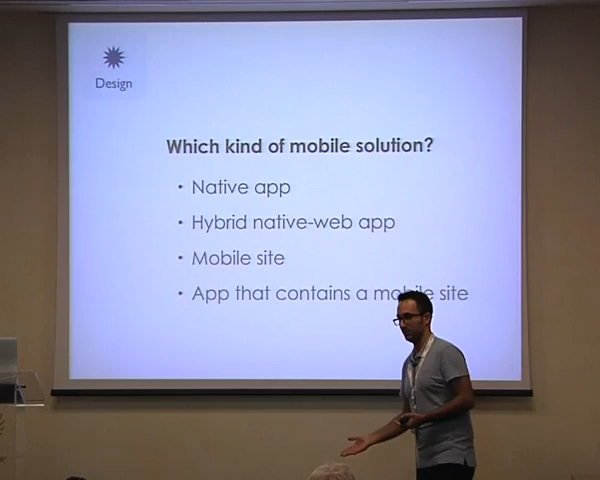 Design
Which kind of mobile solution?
• Native app
• Hybrid native-web app
• Mobile site
• App that contains a mobile site